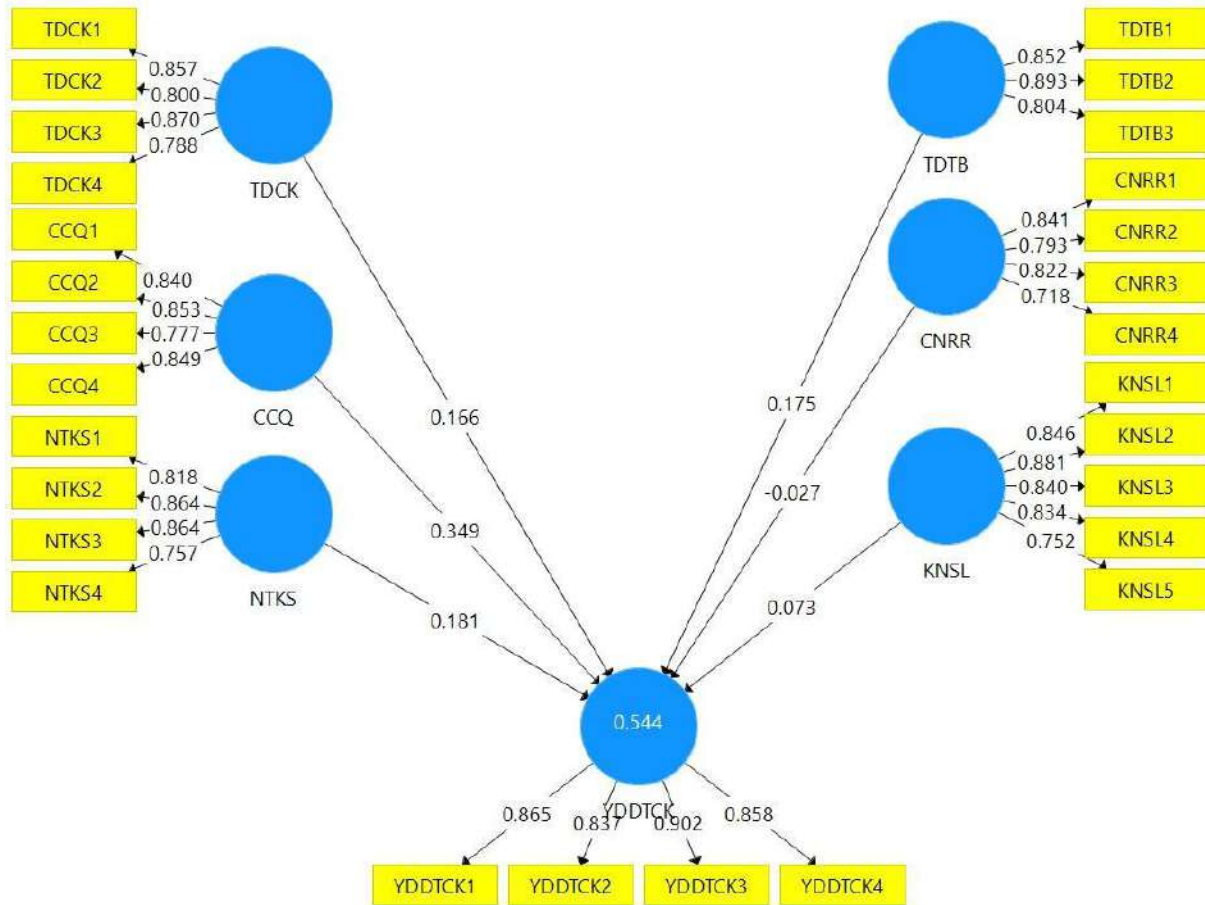 TDCK1
TDCK2
TDCK3
TDCK4
0.857
0.800
0.870
0.788
TDCK
CCQ1
CCQ2
CCQ3
CCQ4
0.840
0.853
0.777
0.849
CCQ
NTKS1
NTKS2
NTKS3
NTKS4
0.818
0.864
0.864
0.757
NTKS
TDTB1
TDTB2
TDTB3
0.852
0.893
0.804
TDTB
CNRR1
CNRR2
CNRR3
CNRR4
0.841
0.793
0.822
0.718
CNRR
KNSL1
KNSL2
KNSL3
KNSL4
KNSL5
0.846
0.881
0.840
0.834
0.752
KNSL
0.166
0.349
0.181
0.175
-0.027
0.073
0.544
YDDTCK
0.865
0.837
0.902
0.858
YDDTCK1
YDDTCK2
YDDTCK3
YDDTCK4